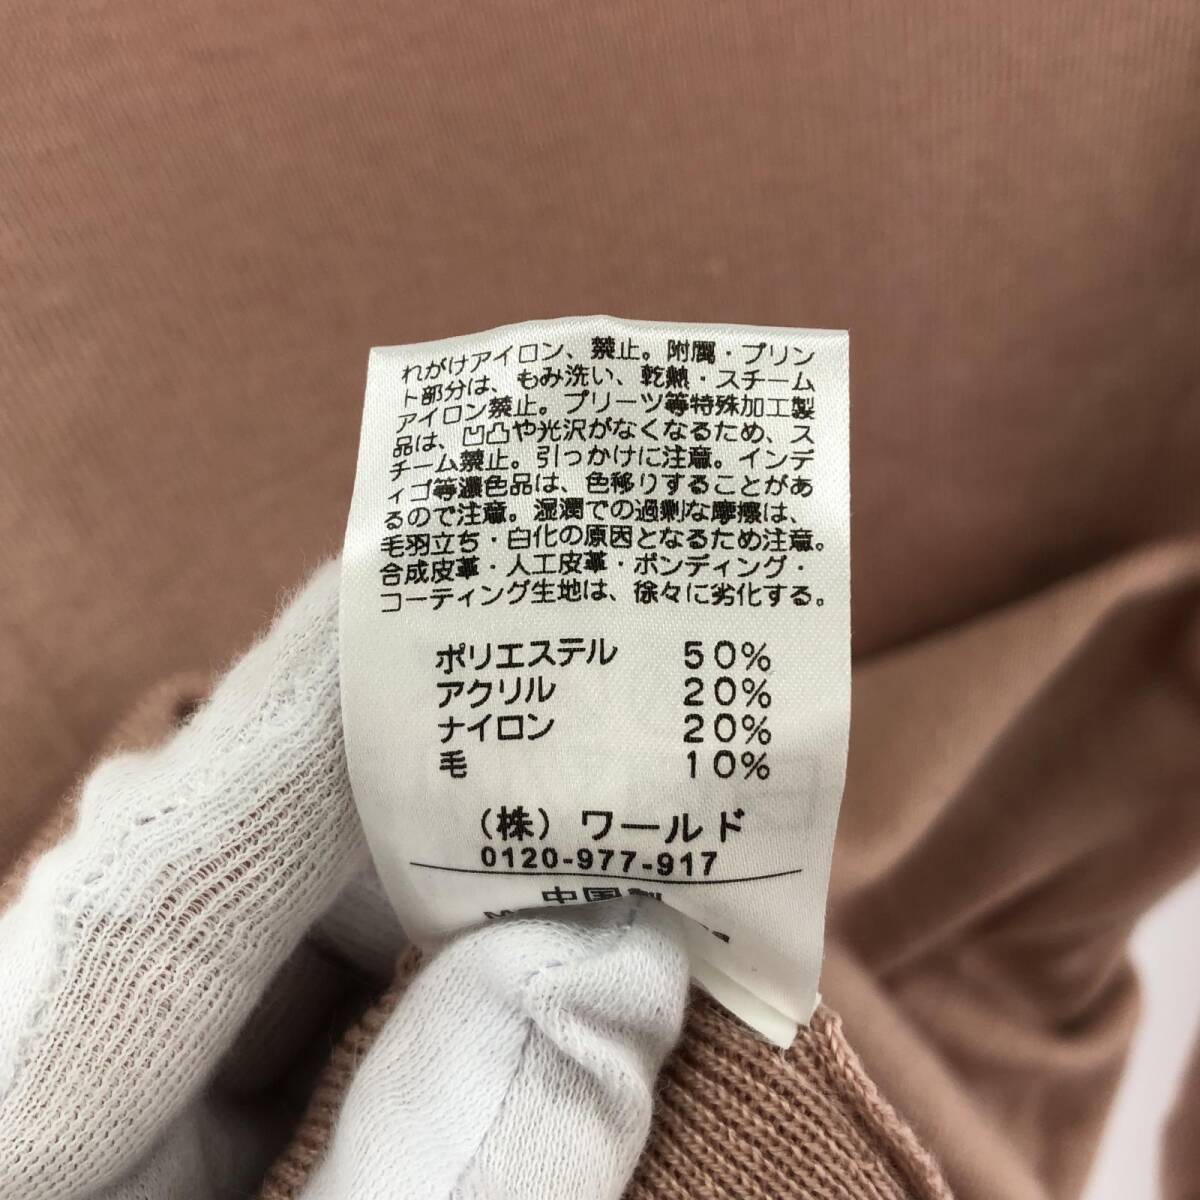 れがけアイロン、禁止。附属・プリン
ト部分は、もみ洗い、乾熱・スチーム
アイロン禁止。プリーツ等特殊加工製
品は、凹凸や光沢がなくなるため、ス
チーム禁止。引っかけに注意。インデ
ィゴ等濃色品は、色移りすることがあ
るので注意。湿潤での過剰な摩擦は、
毛羽立ち・白化の原因となるため注意。
合成皮革・人工皮革・ボンディング・
コーティング生地は、徐々に劣化する。
ポリエステル 50%
アクリル 20%
ナイロン 20%
毛 10%
(株) ワールド
0120-977-917
中国製